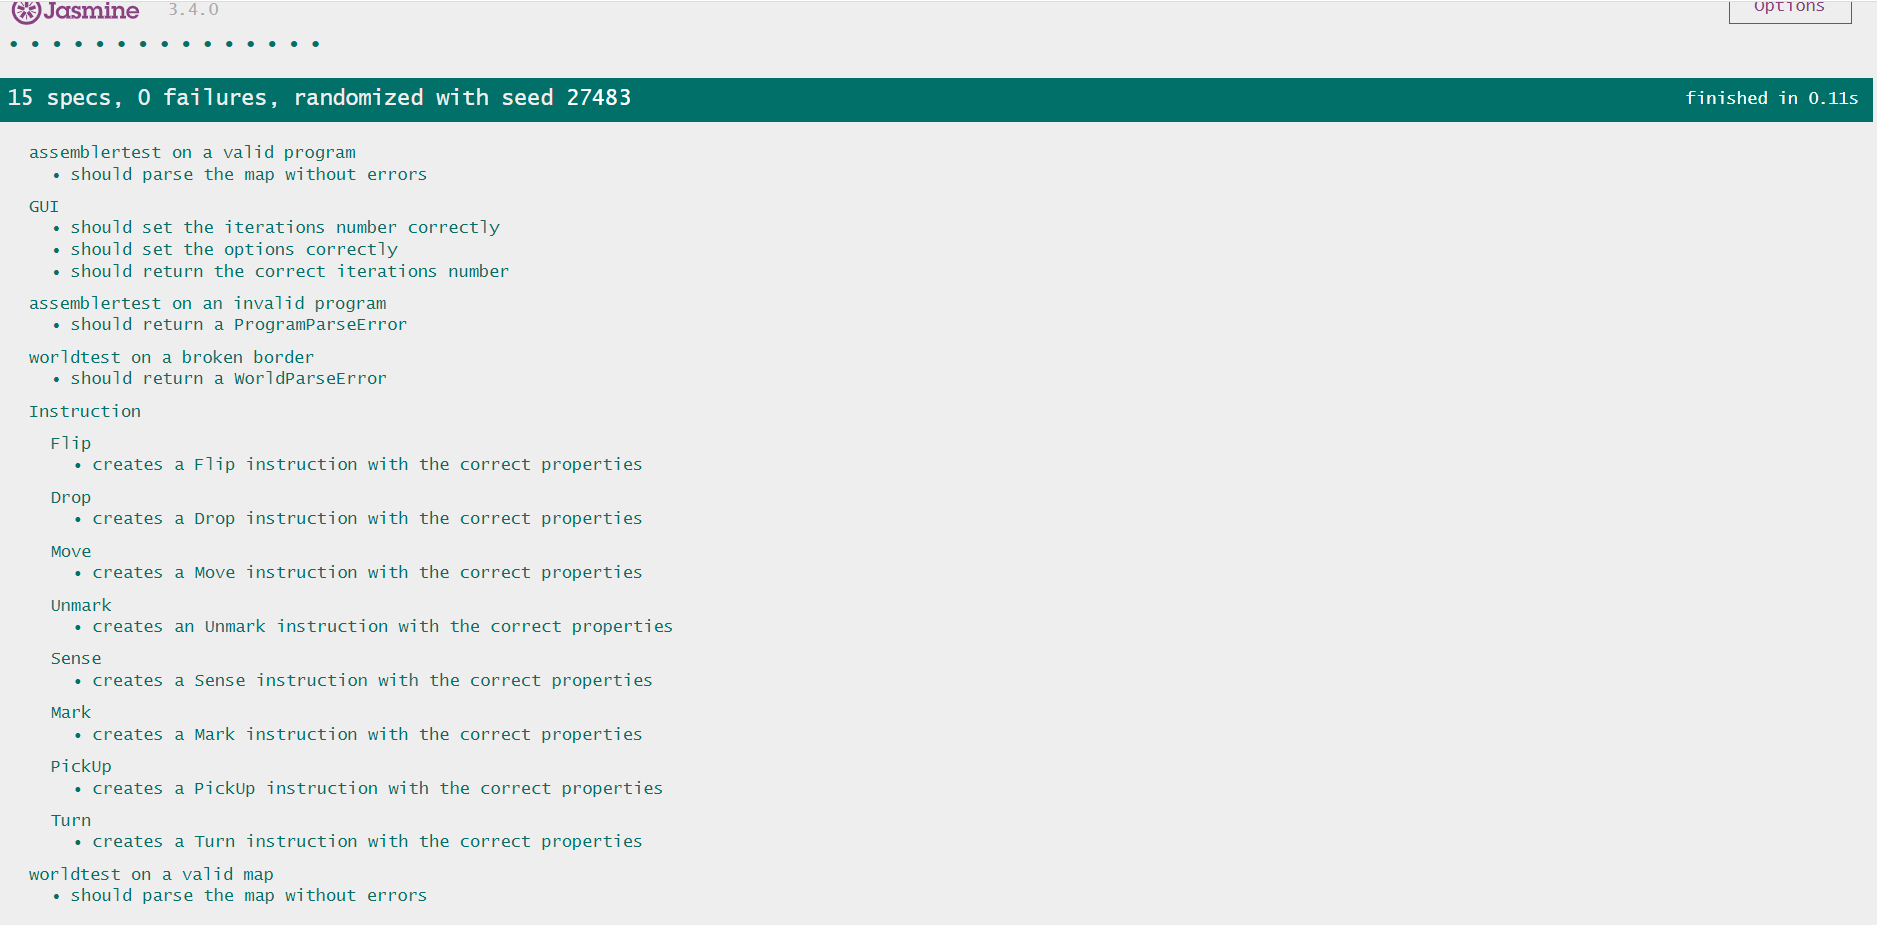 Jasmine 3.4.0 Options
• • • • • • • • • • • • • • •
15 specs, 0 failures, randomized with seed 27483 finished in 0.11s
assemblertest on a valid program
• should parse the map without errors
GUI
• should set the iterations number correctly
• should set the options correctly
• should return the correct iterations number
assemblertest on an invalid program
• should return a ProgramParseError
worldtest on a broken border
• should return a WorldParseError
Instruction
Flip
• creates a Flip instruction with the correct properties
Drop
• creates a Drop instruction with the correct properties
Move
• creates a Move instruction with the correct properties
Unmark
• creates an Unmark instruction with the correct properties
Sense
• creates a Sense instruction with the correct properties
Mark
• creates a Mark instruction with the correct properties
PickUp
• creates a PickUp instruction with the correct properties
Turn
• creates a Turn instruction with the correct properties
worldtest on a valid map
• should parse the map without errors